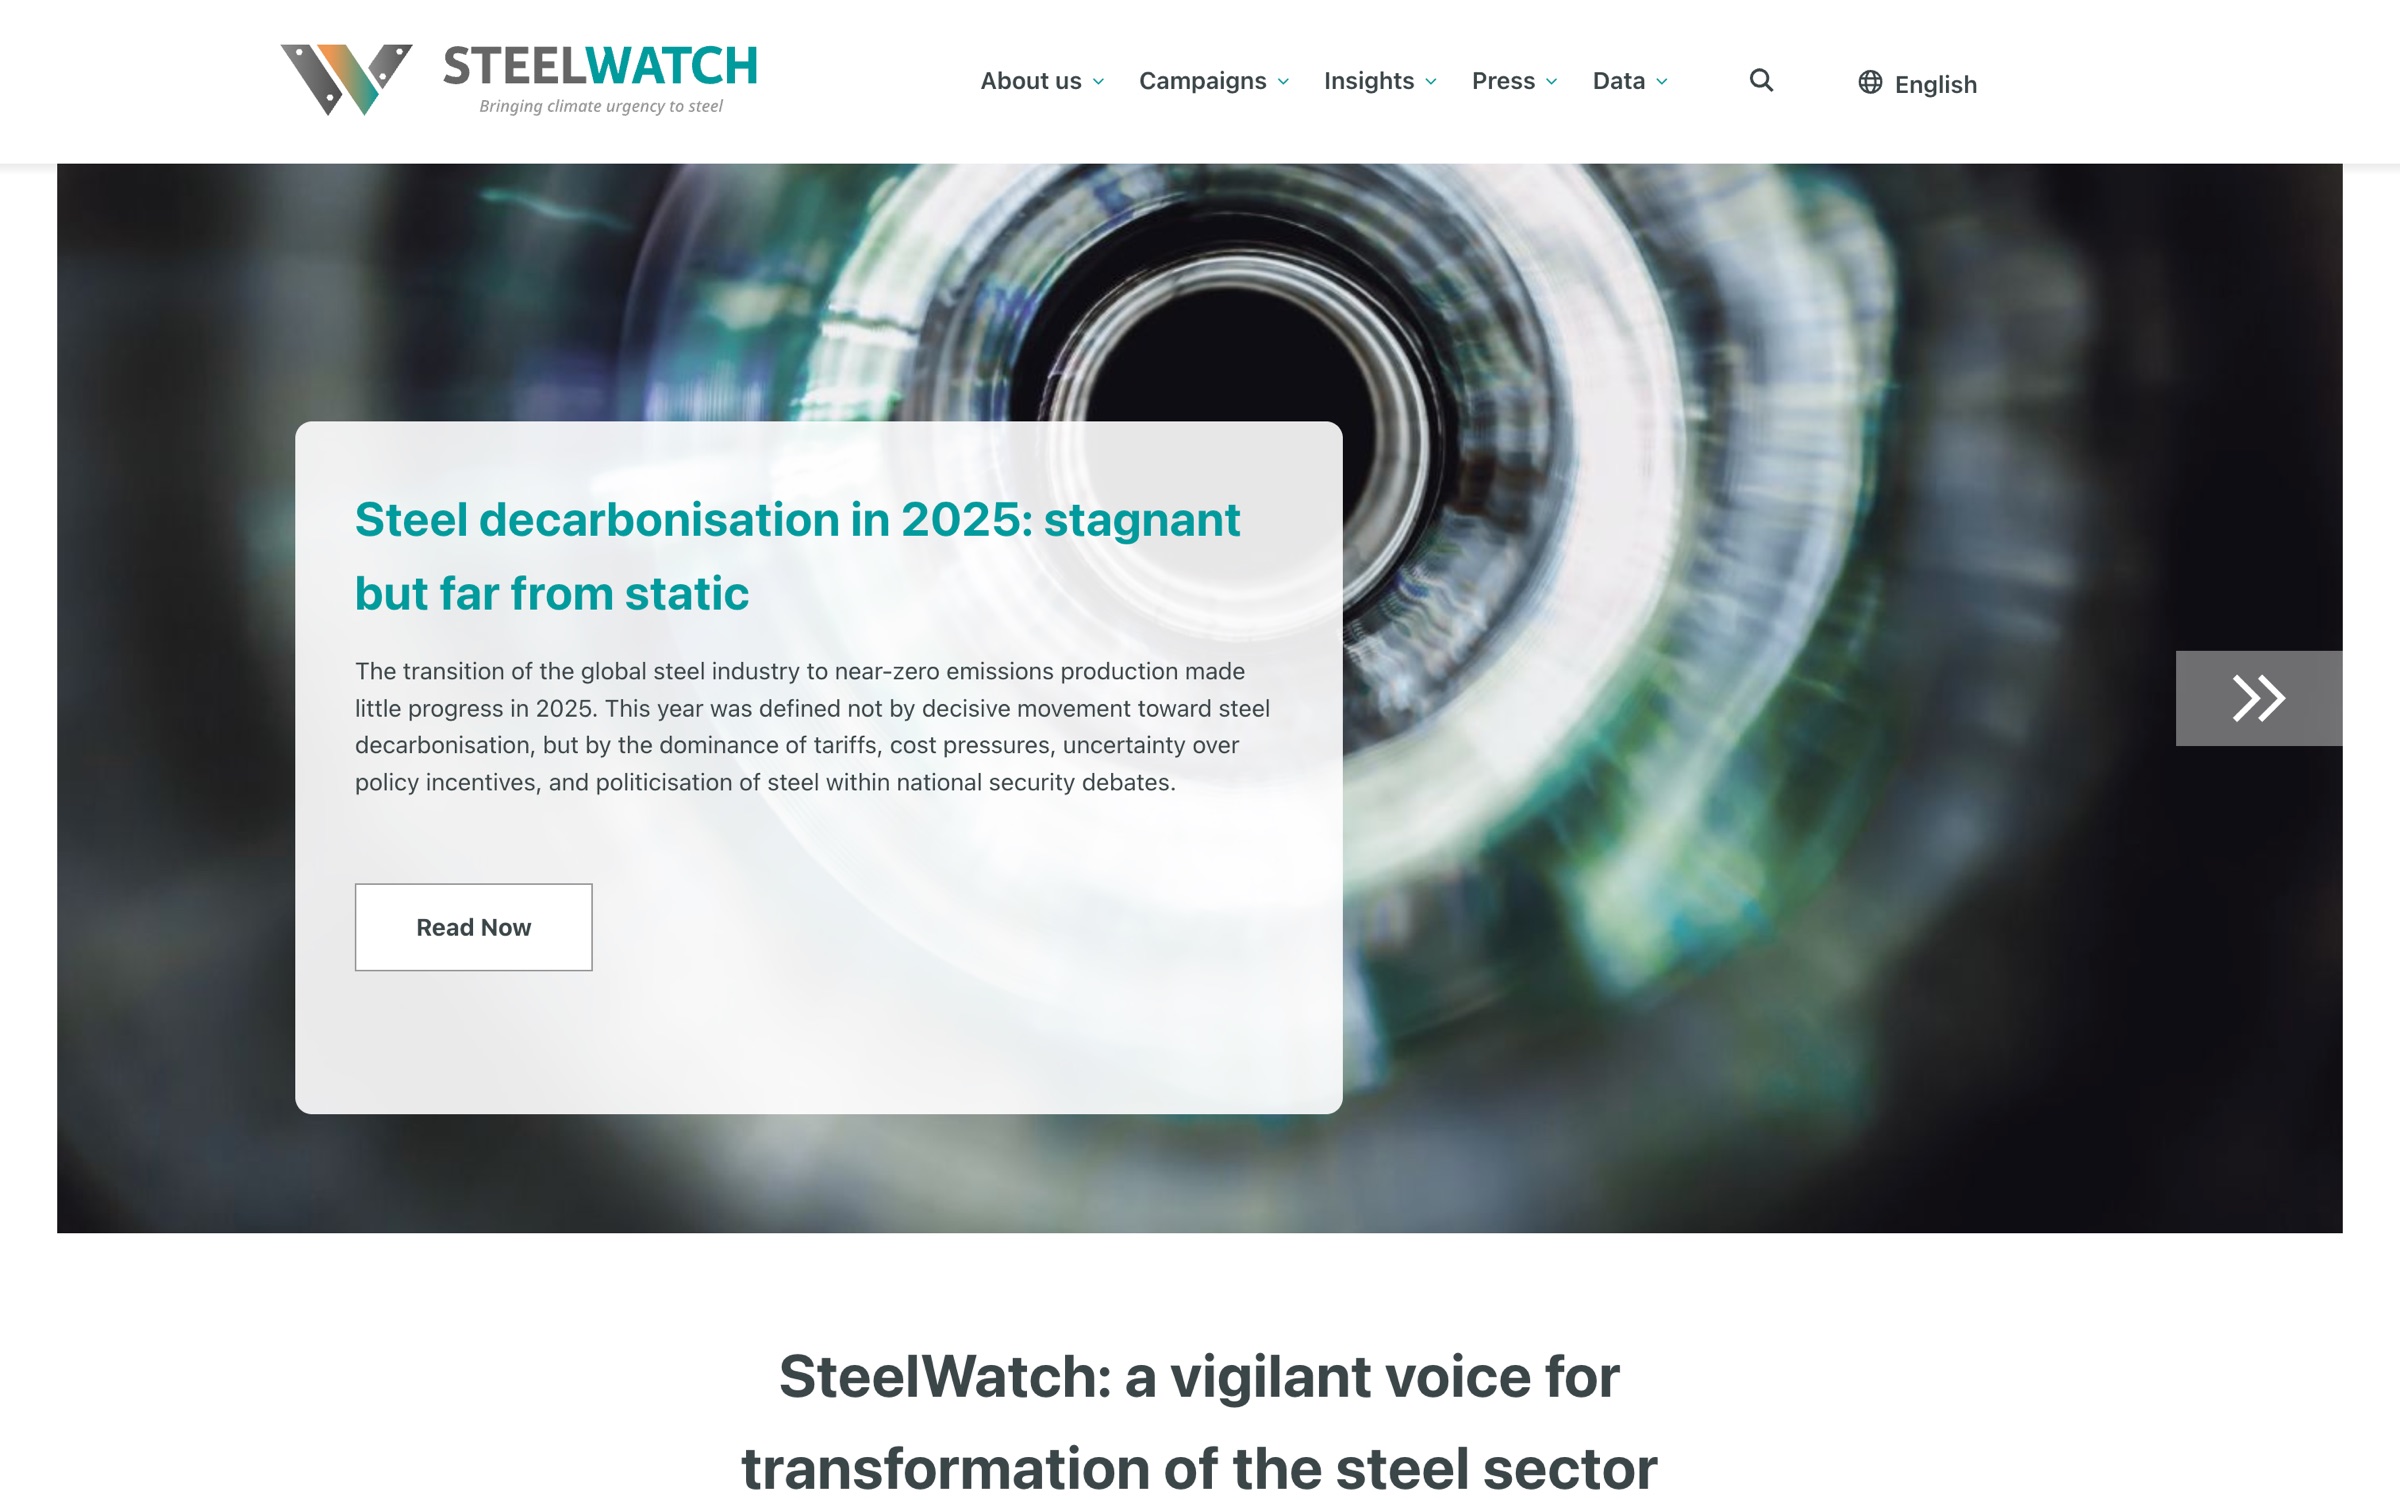 STEELWATCH
Bringing climate urgency to steel
About us
Campaigns
Insights
Press
Data
English
Steel decarbonisation in 2025: stagnant
but far from static
The transition of the global steel industry to near-zero emissions production made
little progress in 2025. This year was defined not by decisive movement toward steel
decarbonisation, but by the dominance of tariffs, cost pressures, uncertainty over
policy incentives, and politicisation of steel within national security debates.
Read Now
SteelWatch: a vigilant voice for
transformation of the steel sector